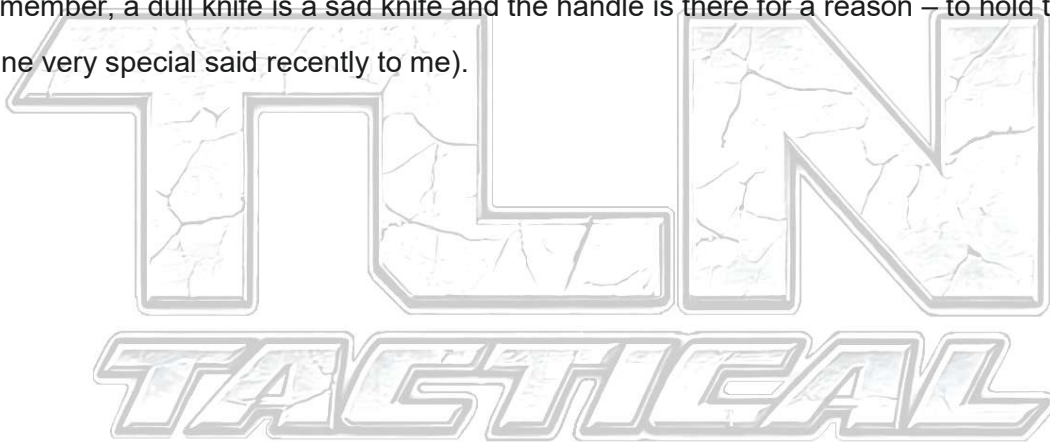 member, a dull knife is a sad knife and the handle is there for a reason – to hold t
ne very special said recently to me).
TLN
TACTICAL